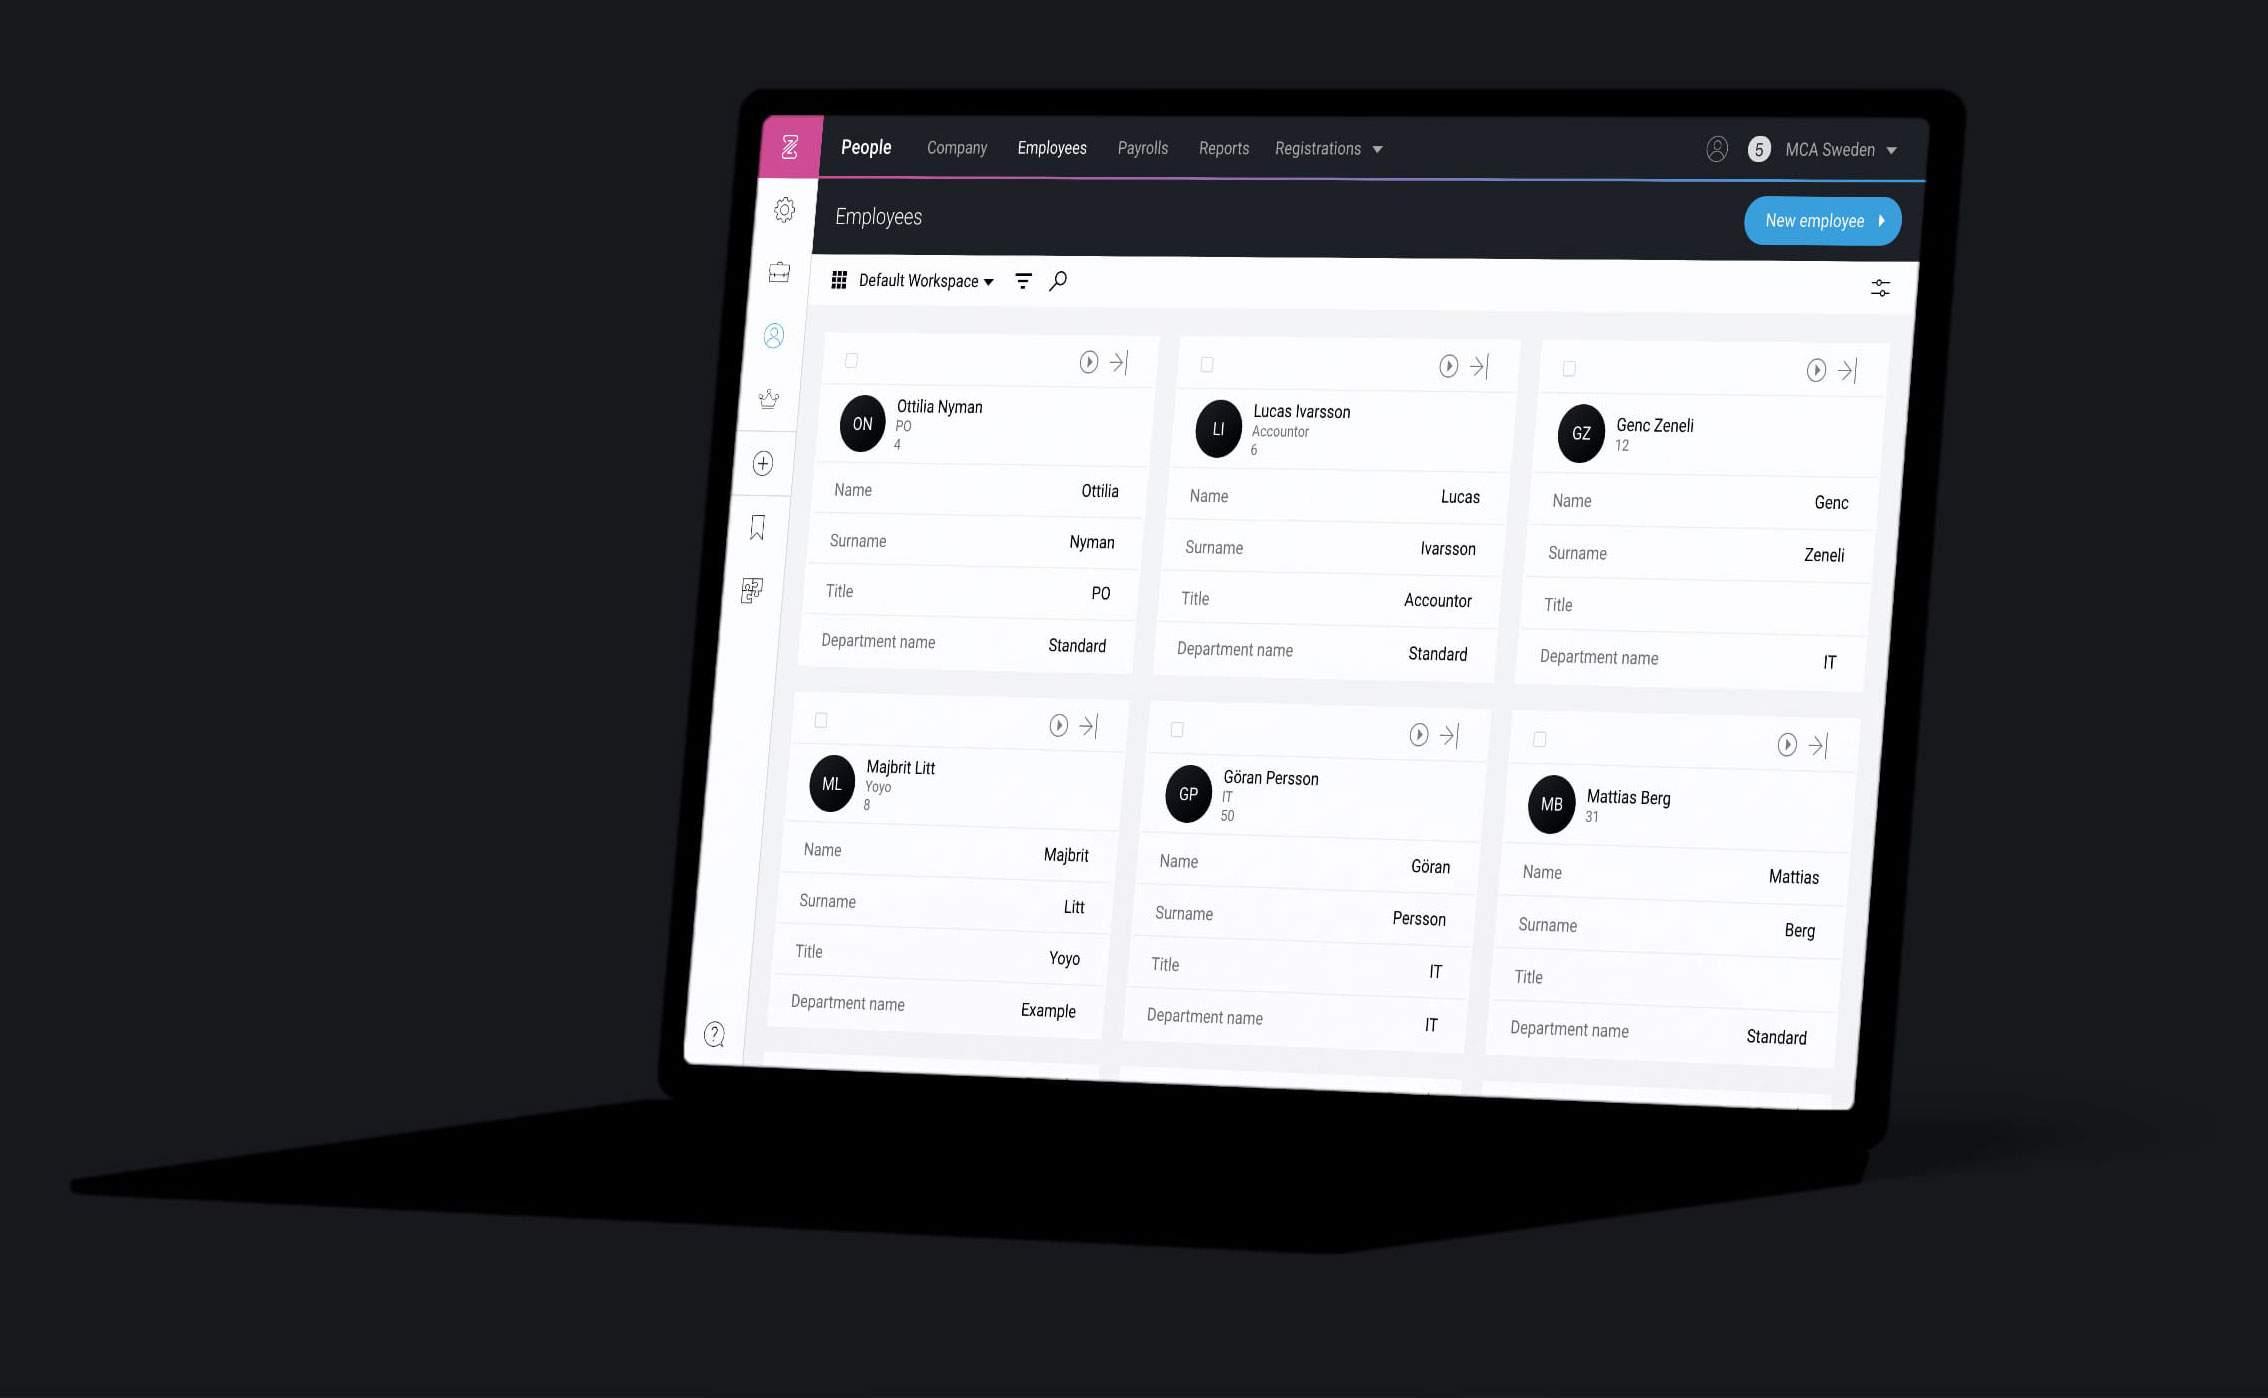 People Company Employees Payrolls Reports Registrations
5 MCA Sweden
Employees
New employee
Default Workspace
ON
Ottilia Nyman
PO
4
Name Ottilia
Surname Nyman
Title PO
Department name Standard
LI
Lucas Ivarsson
Accountor
6
Name Lucas
Surname Ivarsson
Title Accountor
Department name Standard
GZ
Genc Zeneli
12
Name Genc
Surname Zeneli
Title
Department name IT
ML
Majbrit Litt
Yoyo
8
Name Majbrit
Surname Litt
Title Yoyo
Department name Example
GP
Göran Persson
IT
50
Name Göran
Surname Persson
Title IT
Department name IT
MB
Mattias Berg
31
Name Mattias
Surname Berg
Title
Department name Standard
?